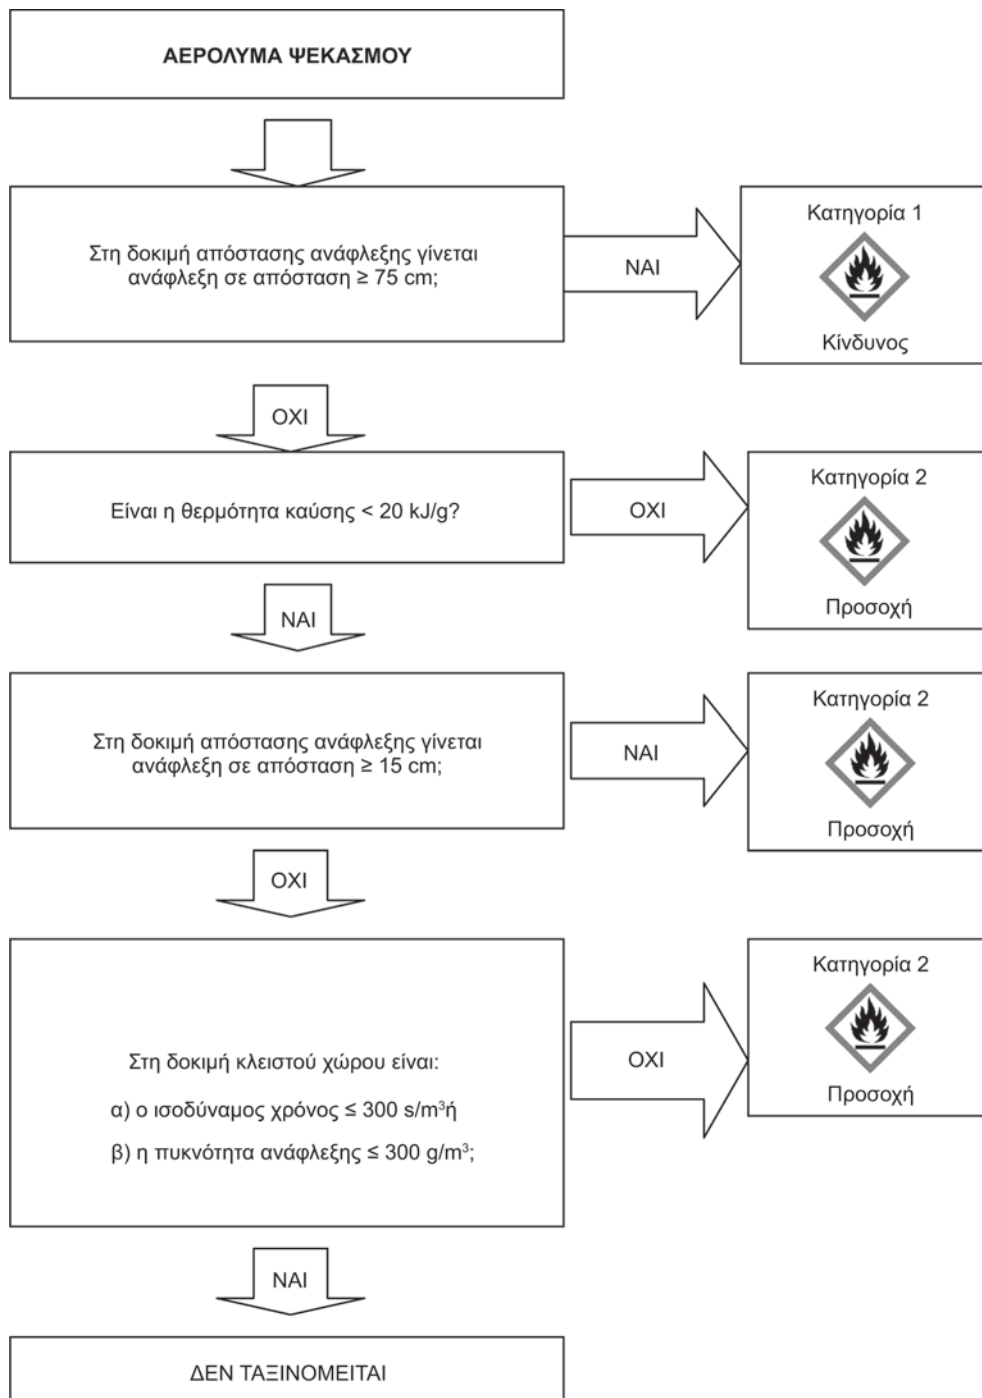 ΑΕΡΟΛΥΜΑ ΨΕΚΑΣΜΟΥ
Στη δοκιμή απόστασης ανάφλεξης γίνεται
ανάφλεξη σε απόσταση ≥ 75 cm;
ΝΑΙ
Κατηγορία 1
Κίνδυνος
ΟΧΙ
Είναι η θερμότητα καύσης < 20 kJ/g?
ΟΧΙ
Κατηγορία 2
Προσοχή
ΝΑΙ
Στη δοκιμή απόστασης ανάφλεξης γίνεται
ανάφλεξη σε απόσταση ≥ 15 cm;
ΝΑΙ
Κατηγορία 2
Προσοχή
ΟΧΙ
Στη δοκιμή κλειστού χώρου είναι:
α) ο ισοδύναμος χρόνος ≤ 300 s/m³ή
β) η πυκνότητα ανάφλεξης ≤ 300 g/m³;
ΟΧΙ
Κατηγορία 2
Προσοχή
ΝΑΙ
ΔΕΝ ΤΑΞΙΝΟΜΕΙΤΑΙ